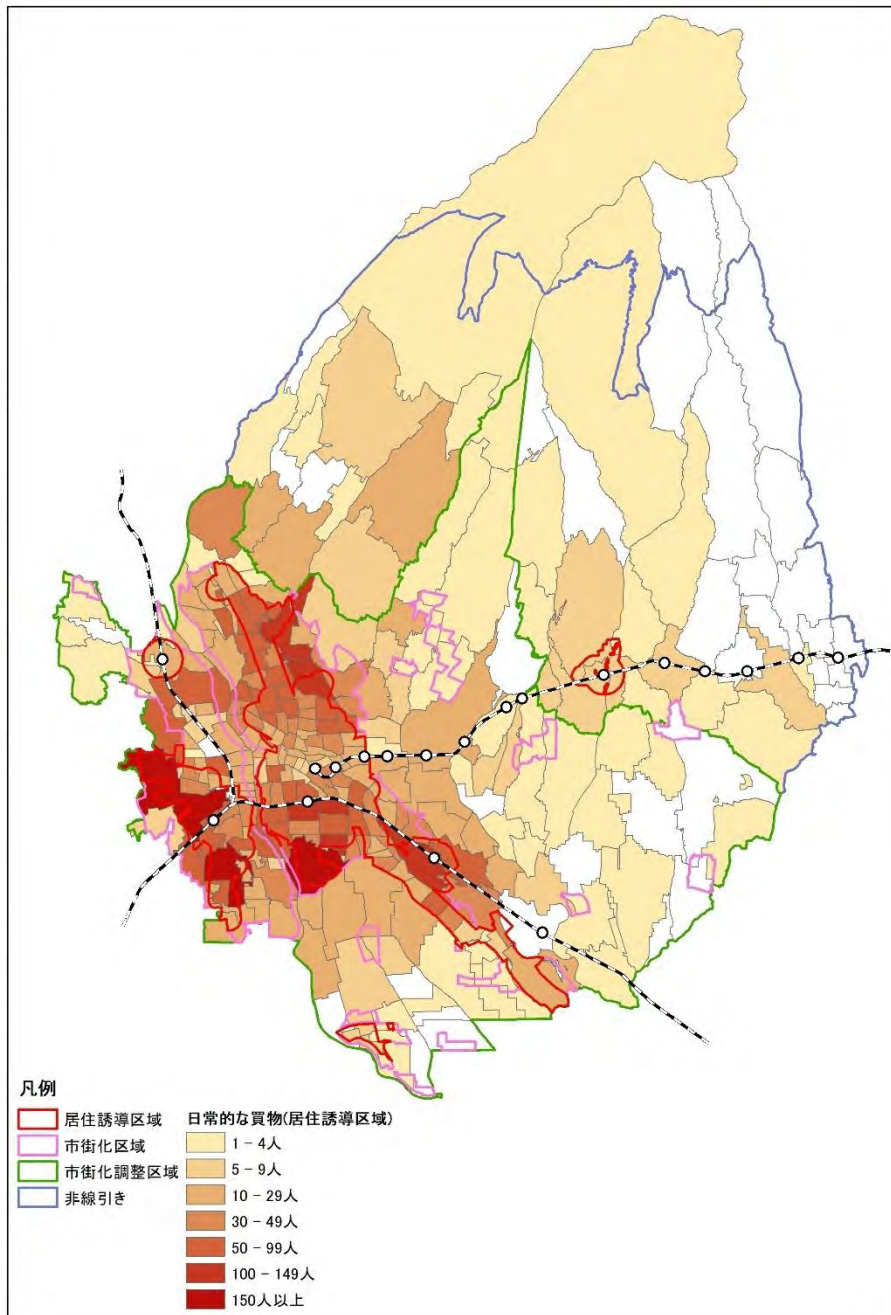 凡例
居住誘導区域
市街化区域
市街化調整区域
非線引き
日常的な買物(居住誘導区域)
1 － 4人
5 － 9人
10 － 29人
30 － 49人
50 － 99人
100 － 149人
150人以上